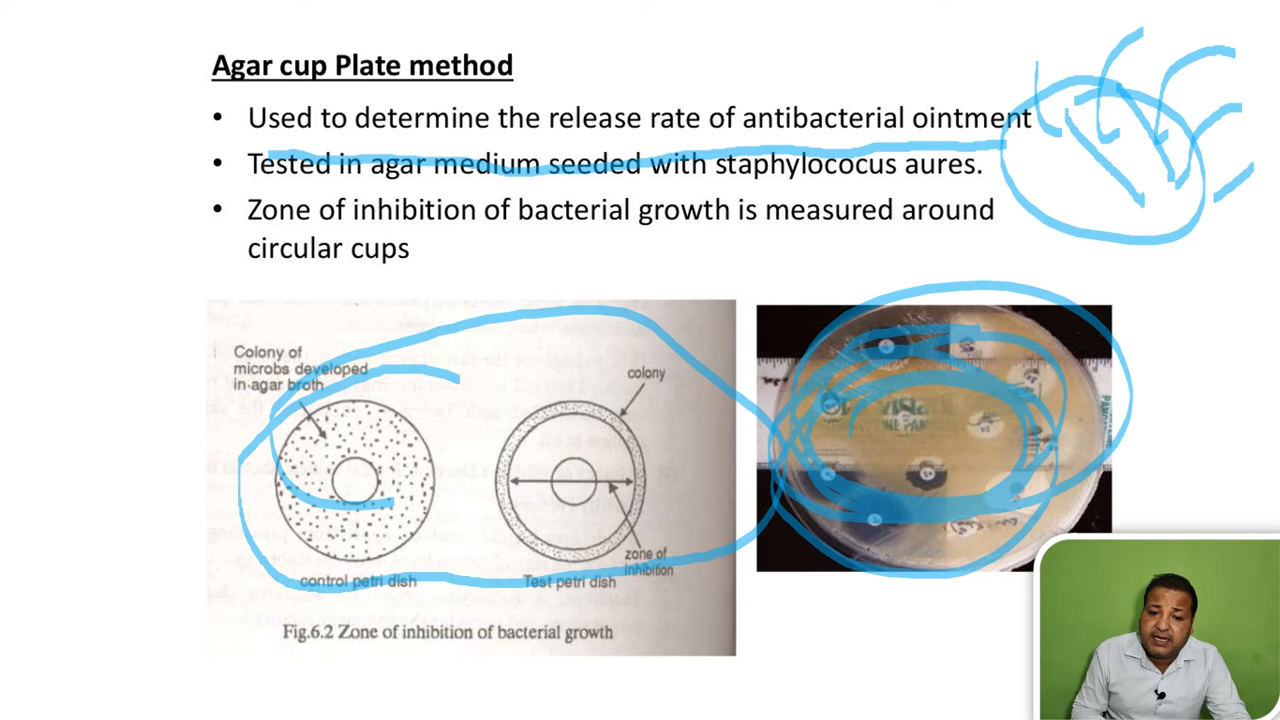 Agar cup Plate method
• Used to determine the release rate of antibacterial ointment
• Tested in agar medium seeded with staphylococus aures.
• Zone of inhibition of bacterial growth is measured around
circular cups
Colony of
microbs developed
in agar broth
colony
zone of
inhibition
control petri dish
Test petri dish
Fig.6.2 Zone of inhibition of bacterial growth